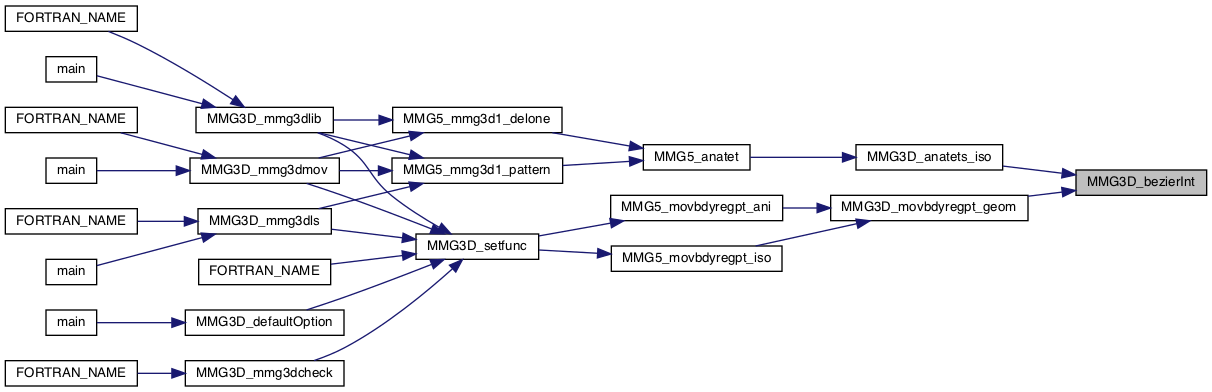 FORTRAN_NAME
main
MMG3D_mmg3dlib
MMG5_mmg3d1_delone
FORTRAN_NAME
MMG5_anatet
MMG3D_anatets_iso
main
MMG3D_mmg3dmov
MMG5_mmg3d1_pattern
MMG3D_bezierInt
FORTRAN_NAME
MMG3D_mmg3dls
MMG5_movbdyregpt_ani
MMG3D_movbdyregpt_geom
MMG3D_setfunc
MMG5_movbdyregpt_iso
main
FORTRAN_NAME
main
MMG3D_defaultOption
FORTRAN_NAME
MMG3D_mmg3dcheck